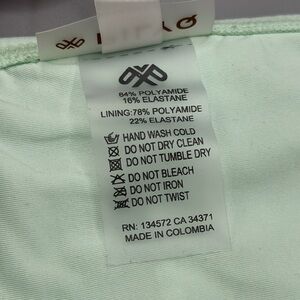 84% POLYAMIDE
16% ELASTANE
LINING:78% POLYAMIDE
22% ELASTANE
HAND WASH COLD
DO NOT DRY CLEAN
DO NOT TUMBLE DRY
DO NOT BLEACH
DO NOT IRON
DO NOT TWIST
RN: 134572 CA 34371
MADE IN COLOMBIA